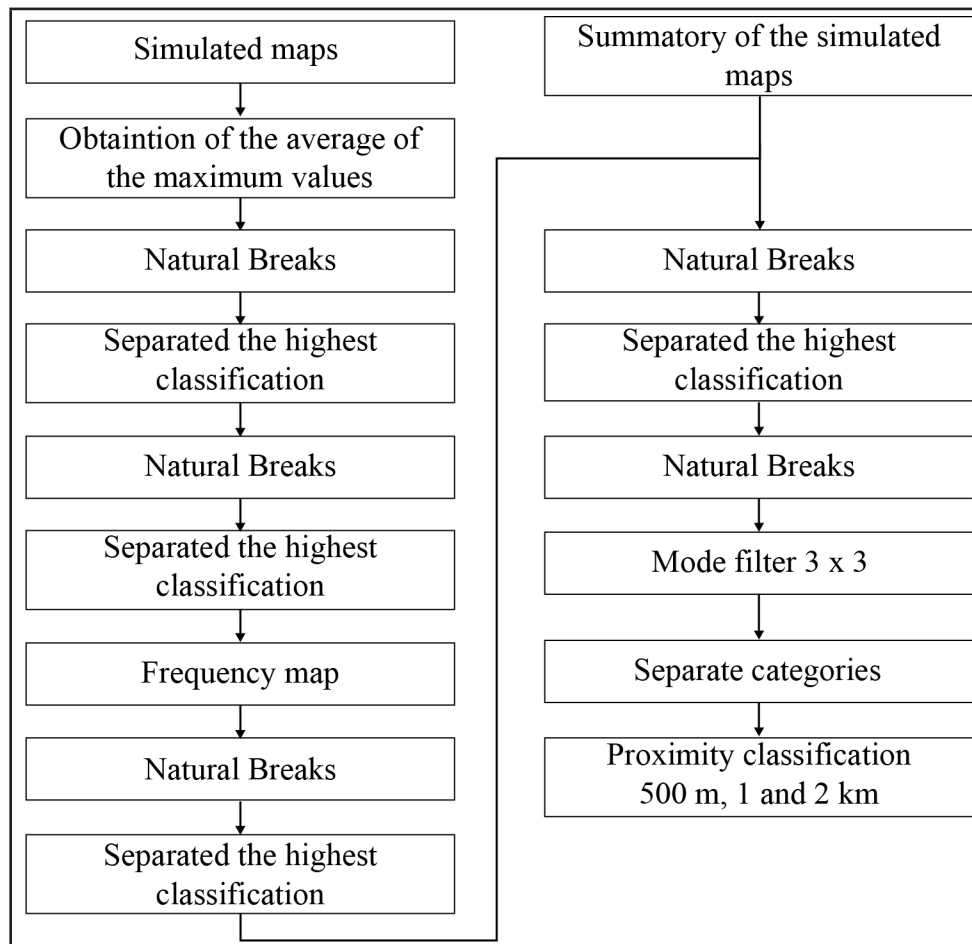 Simulated maps
Obtaintion of the average of
the maximum values
Natural Breaks
Separated the highest
classification
Natural Breaks
Separated the highest
classification
Frequency map
Natural Breaks
Separated the highest
classification
Summatory of the simulated
maps
Natural Breaks
Separated the highest
classification
Natural Breaks
Mode filter 3 x 3
Separate categories
Proximity classification
500 m, 1 and 2 km